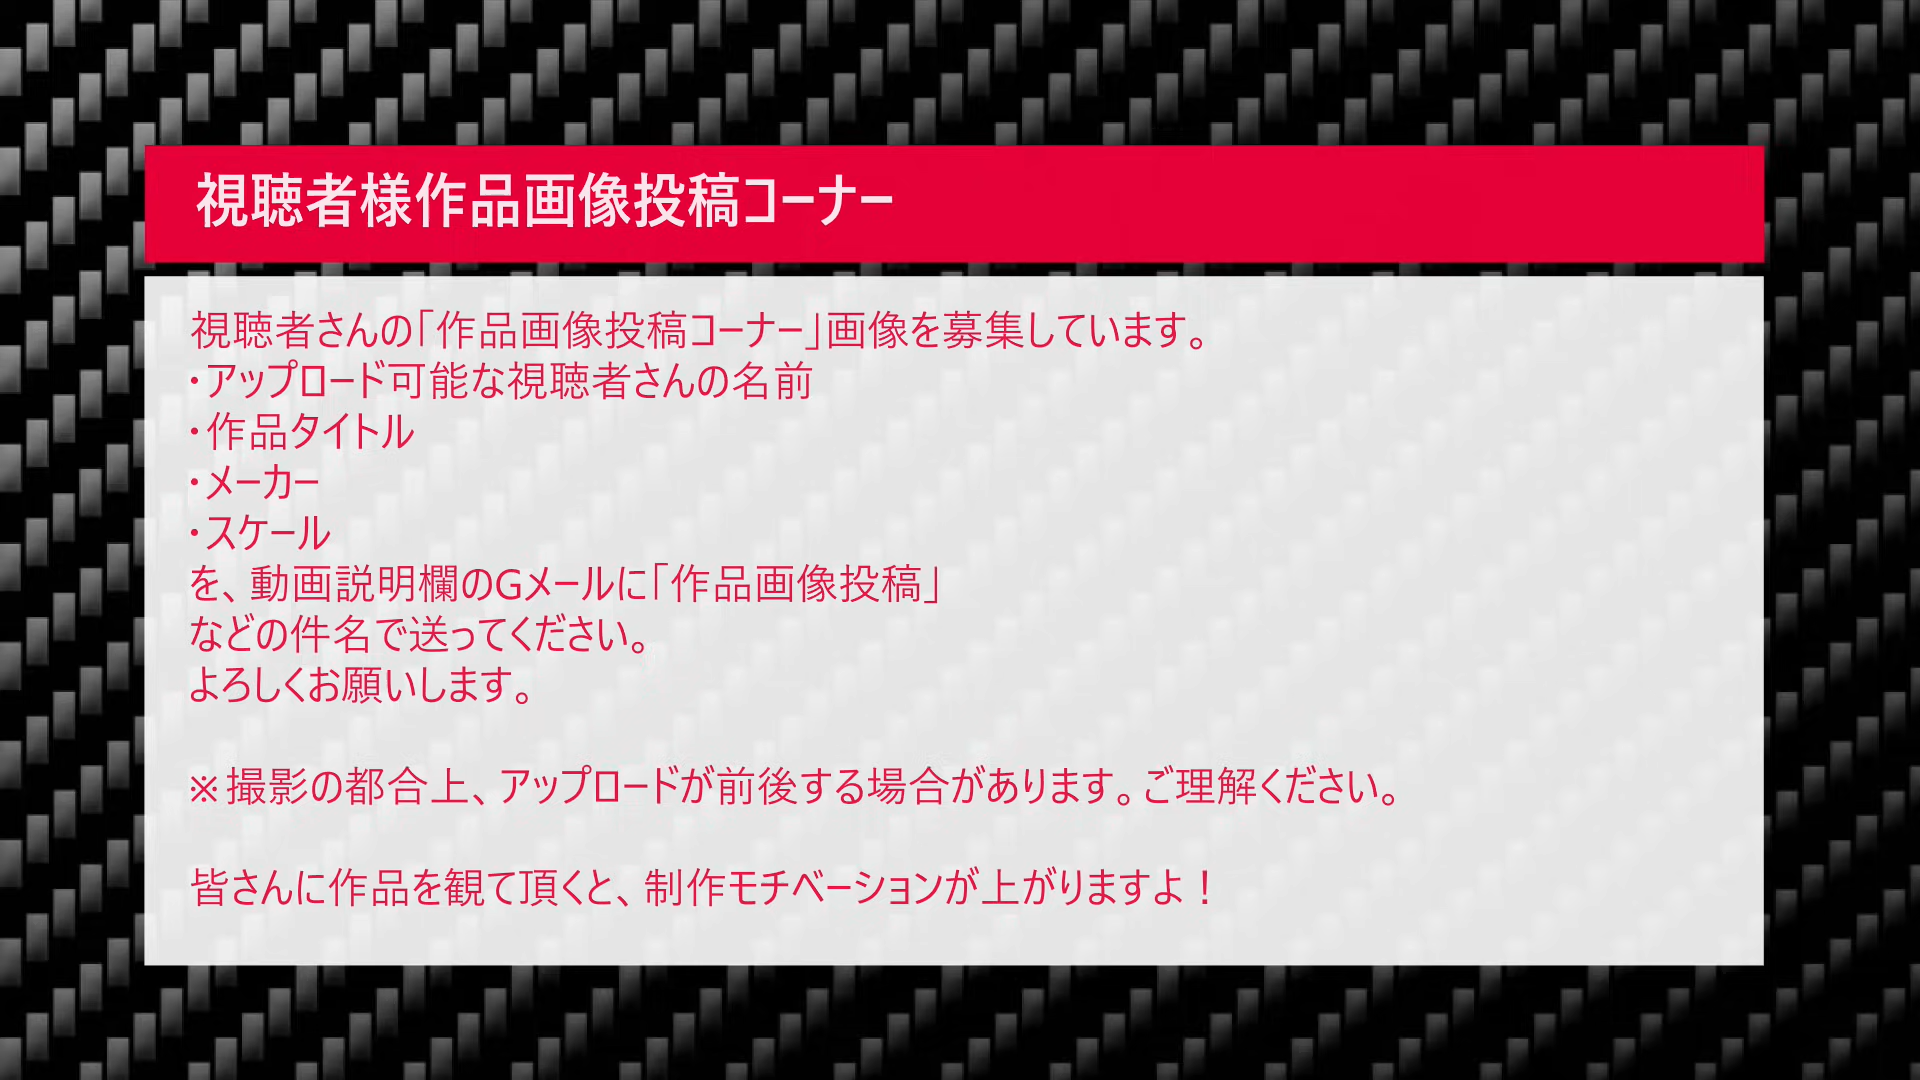 視聴者様作品画像投稿コーナー
視聴者さんの「作品画像投稿コーナー」画像を募集しています。
・アップロード可能な視聴者さんの名前
・作品タイトル
・メーカー
・スケール
を、動画説明欄のGメールに「作品画像投稿」
などの件名で送ってください。
よろしくお願いします。
※撮影の都合上、アップロードが前後する場合があります。ご理解ください。
皆さんに作品を観て頂くと、制作モチベーションが上がりますよ！